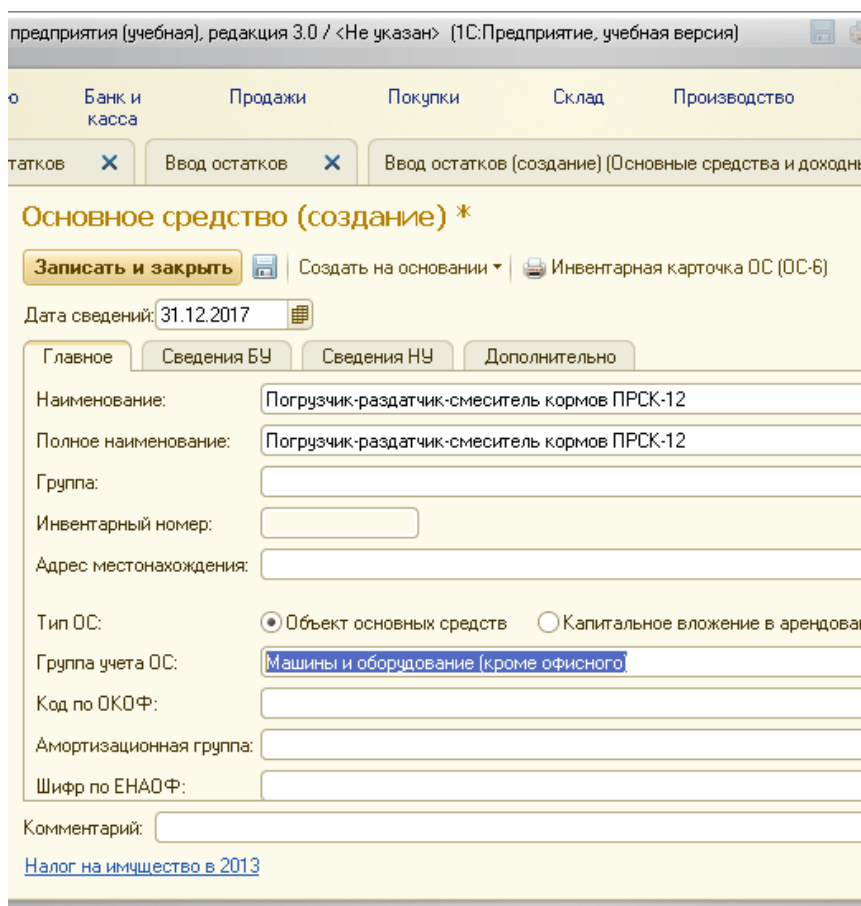 предприятия (учебная), редакция 3.0 / <Не указан> (1С:Предприятие, учебная версия)
Банк и касса Продажи Покупки Склад Производство
Ввод остатков Ввод остатков (создание) (Основные средства и
Основное средство (создание) *
Записать и закрыть Создать на основании Инвентарная карточка ОС (ОС-6)
Дата сведений: 31.12.2017
Главное Сведения БУ Сведения НУ Дополнительно
Наименование: Погрузчик-раздатчик-смеситель кормов ПРСК-12
Полное наименование: Погрузчик-раздатчик-смеситель кормов ПРСК-12
Группа:
Инвентарный номер:
Адрес местонахождения:
Тип ОС: Объект основных средств Капитальное вложение в
Группа учета ОС: Машины и оборудование (кроме офисного)
Код по ОКОФ:
Амортизационная группа:
Шифр по ЕНАОФ:
Комментарий:
Налог на имущество в 2013